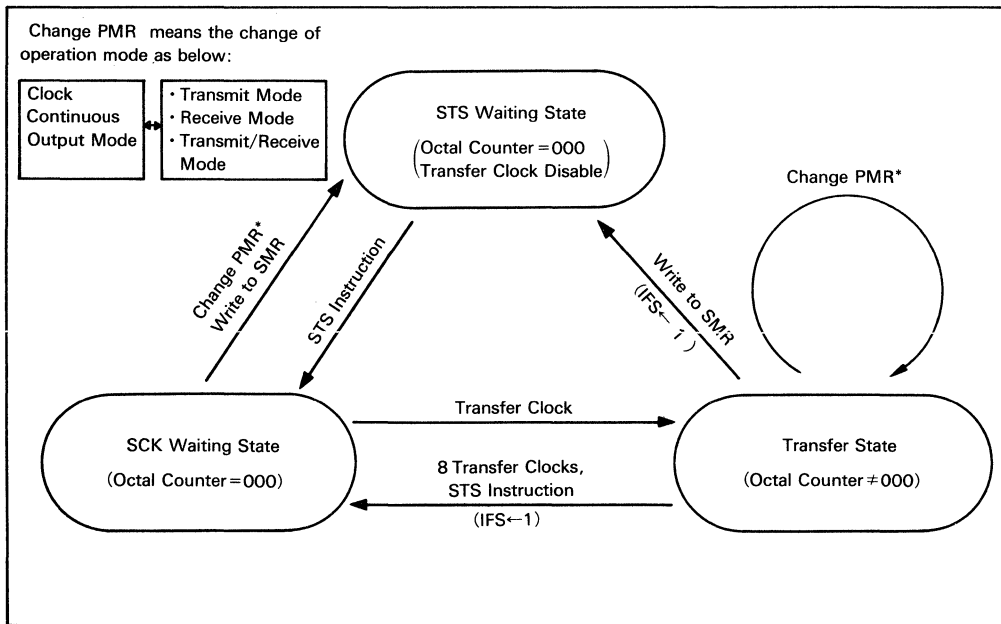 Change PMR means the change of
operation mode as below:
Clock
Continuous
Output Mode
· Transmit Mode
· Receive Mode
· Transmit/Receive
Mode
STS Waiting State
(Octal Counter=000
Transfer Clock Disable)
Change PMR*
Change PMR*
Write to SMR
STS Instruction
Write to SMR
(IFS←1)
SCK Waiting State
(Octal Counter=000)
Transfer Clock
8 Transfer Clocks,
STS Instruction
(IFS←1)
Transfer State
(Octal Counter≠000)